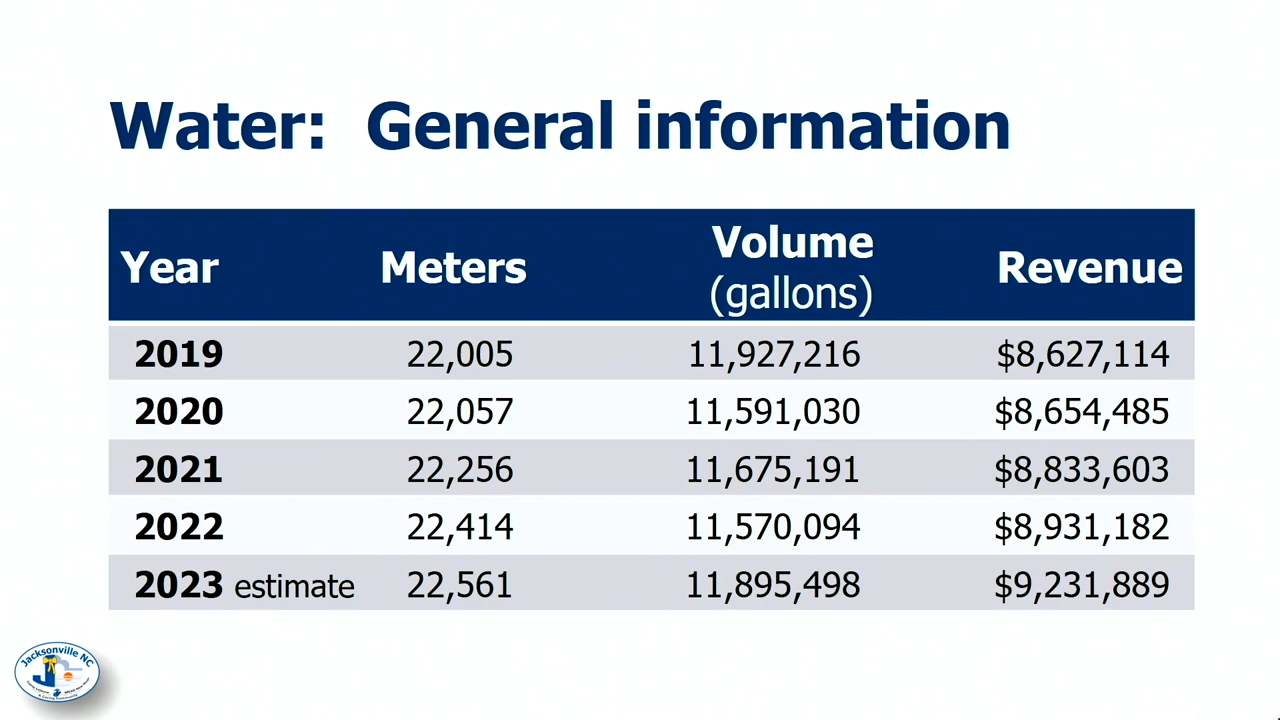 Water: General information
Year Meters Volume (gallons) Revenue
2019 22,005 11,927,216 $8,627,114
2020 22,057 11,591,030 $8,654,485
2021 22,256 11,675,191 $8,833,603
2022 22,414 11,570,094 $8,931,182
2023 estimate 22,561 11,895,498 $9,231,889
Jacksonville NC
A Caring Community